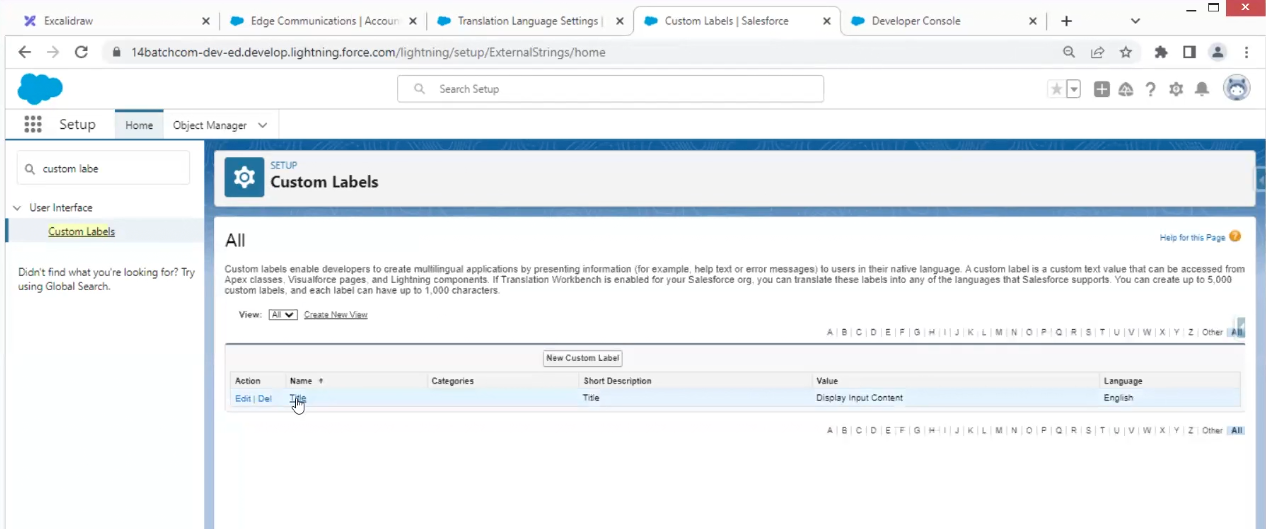 Excalidraw
Edge Communications | Accoun
Translation Language Settings |
Custom Labels | Salesforce
Developer Console
14batchcom-dev-ed.develop.lightning.force.com/lightning/setup/ExternalStrings/home
Search Setup
Setup
Home
Object Manager
custom labe
User Interface
Custom Labels
Didn't find what you're looking for? Try
using Global Search.
SETUP
Custom Labels
All
Help for this Page
Custom labels enable developers to create multilingual applications by presenting information (for example, help text or error messages) to users in their native language. A custom label is a custom text value that can be accessed from
Apex classes, Visualforce pages, and Lightning components. If Translation Workbench is enabled for your Salesforce org, you can translate these labels into any of the languages that Salesforce supports. You can create up to 5,000
custom labels, and each label can have up to 1,000 characters.
View: All Create New View
A | B | C | D | E | F | G | H | I | J | K | L | M | N | O | P | Q | R | S | T | U | V | W | X | Y | Z | Other | All
New Custom Label
Action Name Categories Short Description Value Language
Edit | Del Title Title Display Input Content English
A | B | C | D | E | F | G | H | I | J | K | L | M | N | O | P | Q | R | S | T | U | V | W | X | Y | Z | Other | All